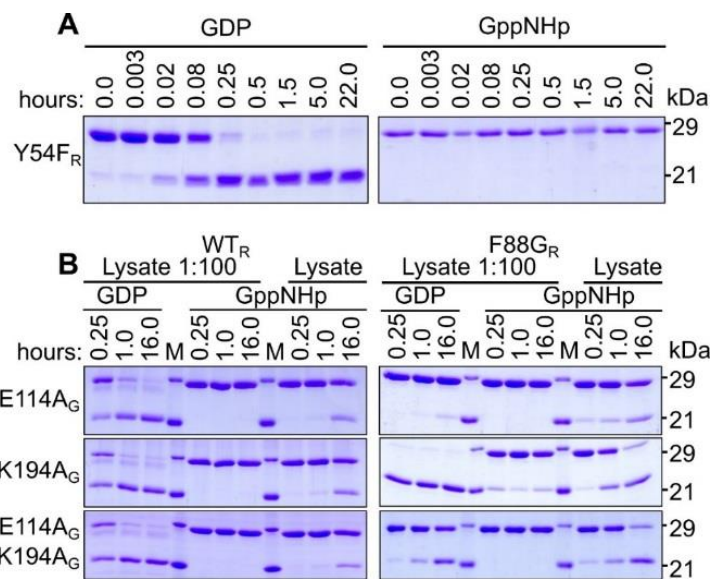 A
GDP GppNHp
hours: 0.0 0.003 0.02 0.08 0.25 0.5 1.5 5.0 22.0 0.0 0.003 0.02 0.08 0.25 0.5 1.5 5.0 22.0 kDa
Y54FR 29
21
B WTR F88GR
Lysate 1:100 Lysate Lysate 1:100 Lysate
GDP GppNHp GDP GppNHp
hours: 0.25 1.0 16.0 M 0.25 1.0 16.0 M 0.25 1.0 16.0 0.25 1.0 16.0 M 0.25 1.0 16.0 M 0.25 1.0 16.0 kDa
E114AG 29
21
K194AG 29
21
E114AG 29
K194AG 21